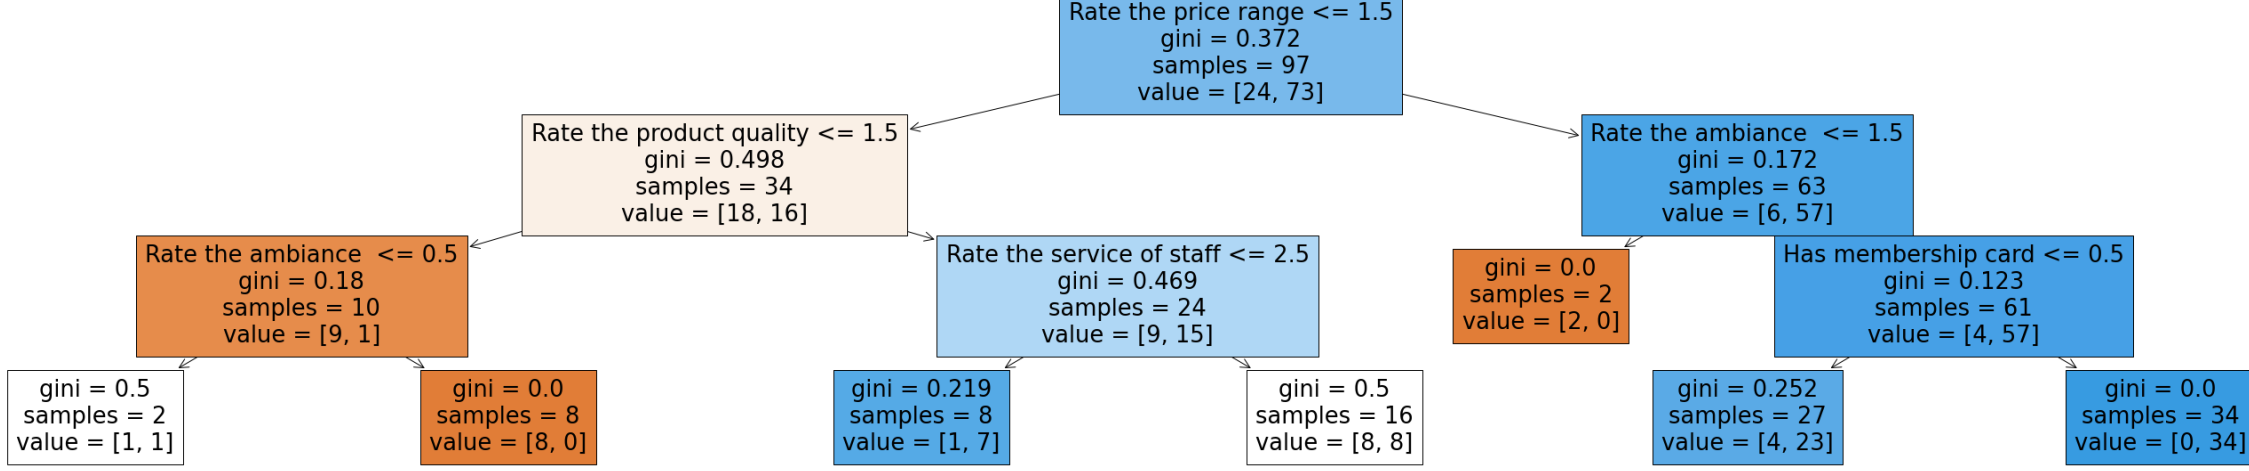 Rate the price range <= 1.5
gini = 0.372
samples = 97
value = [24, 73]
Rate the product quality <= 1.5
gini = 0.498
samples = 34
value = [18, 16]
Rate the ambiance  <= 1.5
gini = 0.172
samples = 63
value = [6, 57]
Rate the ambiance  <= 0.5
gini = 0.18
samples = 10
value = [9, 1]
Rate the service of staff <= 2.5
gini = 0.469
samples = 24
value = [9, 15]
gini = 0.0
samples = 2
value = [2, 0]
Has membership card <= 0.5
gini = 0.123
samples = 61
value = [4, 57]
gini = 0.5
samples = 2
value = [1, 1]
gini = 0.0
samples = 8
value = [8, 0]
gini = 0.219
samples = 8
value = [1, 7]
gini = 0.5
samples = 16
value = [8, 8]
gini = 0.252
samples = 27
value = [4, 23]
gini = 0.0
samples = 34
value = [0, 34]